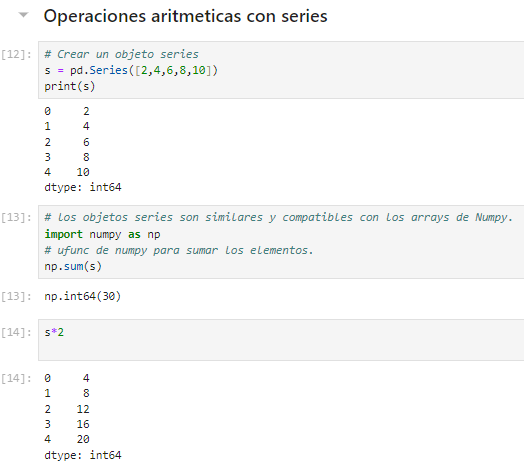 Operaciones aritmeticas con series
[12]: # Crear un objeto series
s = pd.Series([2,4,6,8,10])
print(s)
0     2
1     4
2     6
3     8
4    10
dtype: int64
[13]: # los objetos series son similares y compatibles con los arrays de Numpy.
import numpy as np
# ufunc de numpy para sumar los elementos.
np.sum(s)
[13]: np.int64(30)
[14]: s*2
[14]: 0     4
1     8
2    12
3    16
4    20
dtype: int64